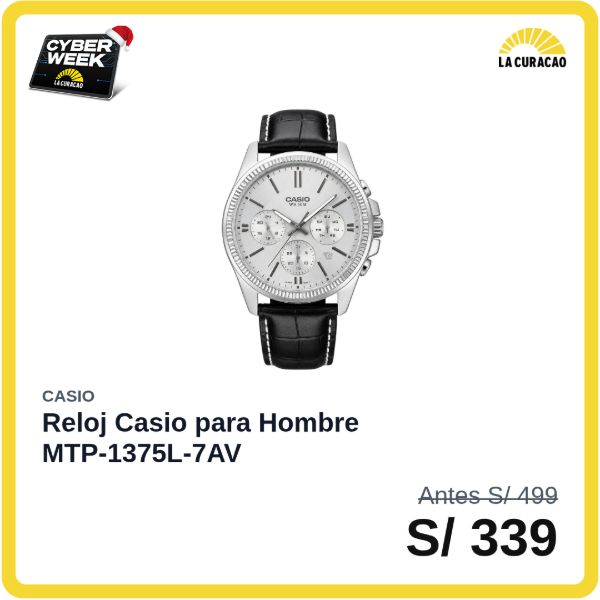 CYBER
WEEK
LA CURACAO
LA CURACAO
CASIO
CASIO
Reloj Casio para Hombre
MTP-1375L-7AV
Antes S/ 499
S/ 339